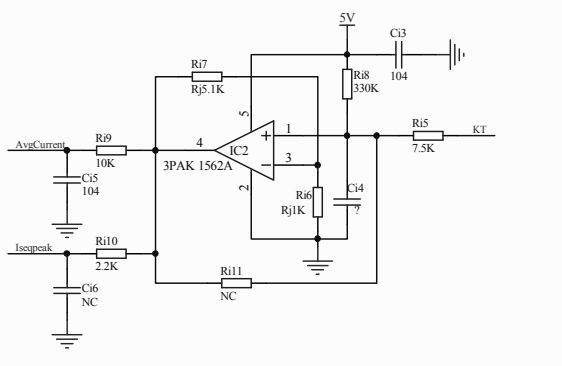 5V
Ci3
104
Ri7
Rj5.1K
Ri8
330K
5
1
Ri5
KT
7.5K
AvgCurrent
Ri9
10K
4
IC2
3PAK 1562A
3
2
Ci5
104
Ri6
Rj1K
Ci4
?
Iseqpeak
Ri10
2.2K
Ri11
NC
Ci6
NC